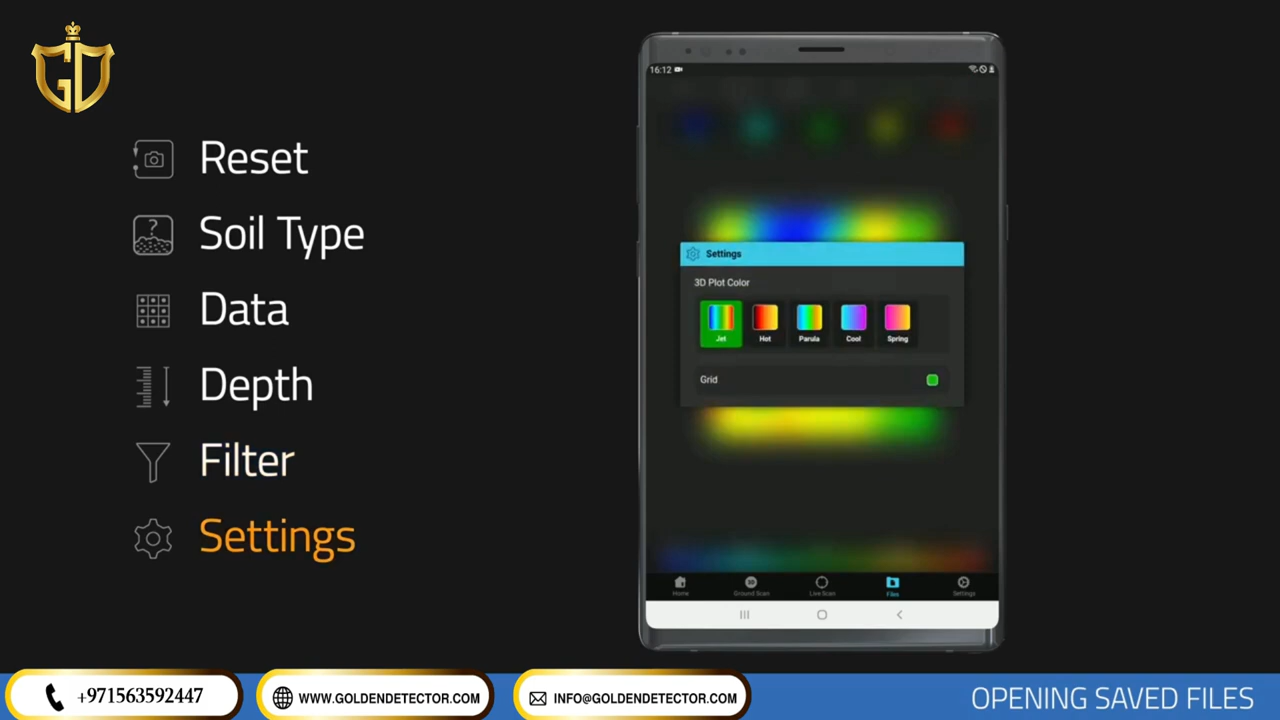 GD
Reset
?
Soil Type
Data
Depth
Filter
Settings
16:12
Settings
3D Plot Color
Jet
Hot
Parula
Cool
Spring
Grid
Home
Ground Scan
Live Scan
Files
Settings
+971563592447
WWW.GOLDENDETECTOR.COM
INFO@GOLDENDETECTOR.COM
OPENING SAVED FILES